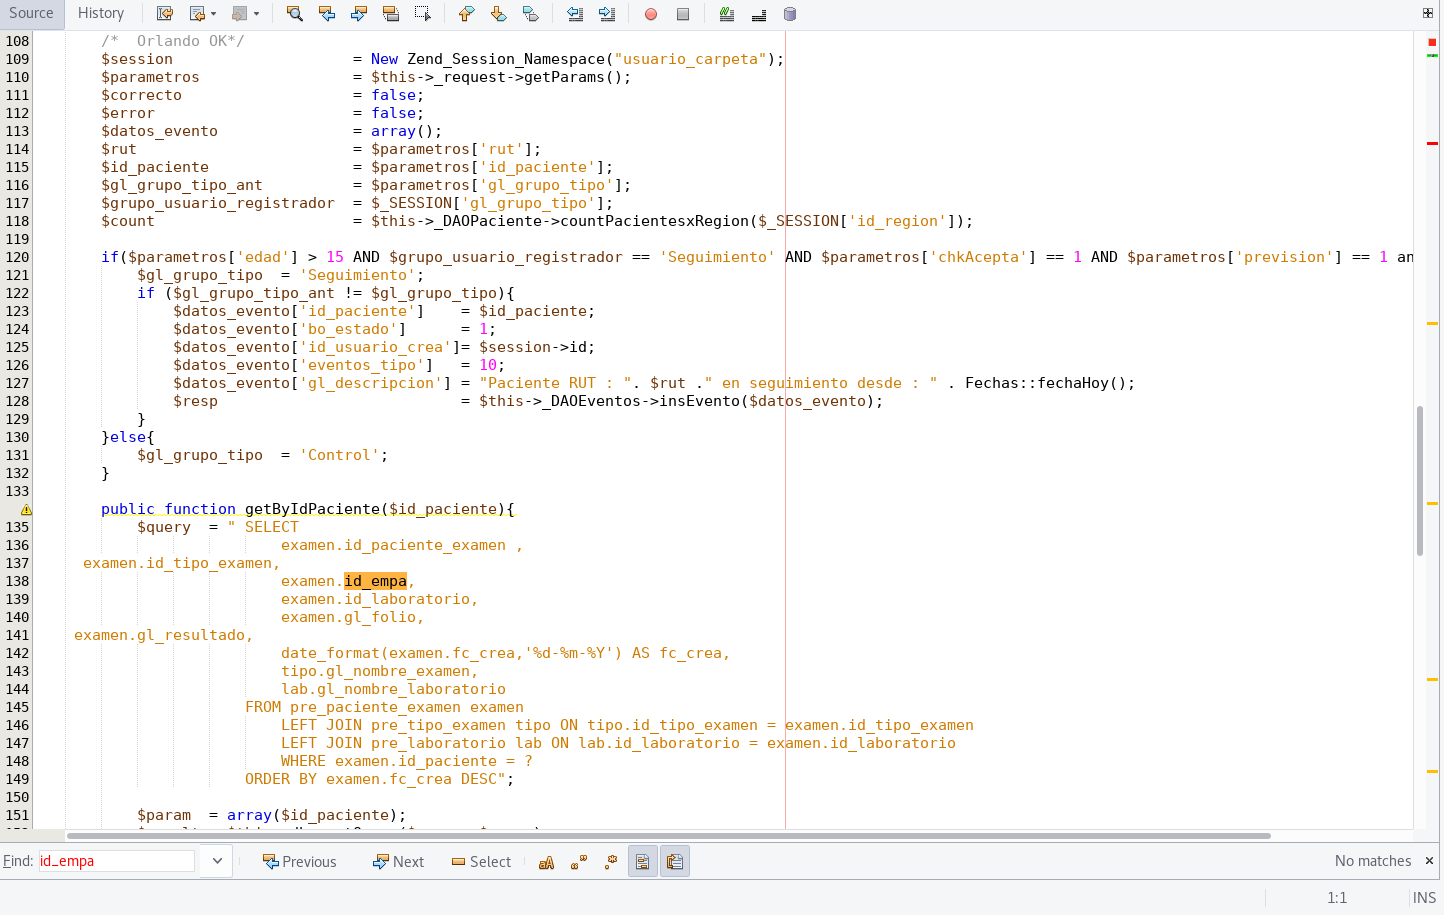 Source History
108 /*  Orlando OK*/
109 $session                    = New Zend_Session_Namespace("usuario_carpeta");
110 $parametros                 = $this->_request->getParams();
111 $correcto                   = false;
112 $error                      = false;
113 $datos_evento               = array();
114 $rut                        = $parametros['rut'];
115 $id_paciente                = $parametros['id_paciente'];
116 $gl_grupo_tipo_ant          = $parametros['gl_grupo_tipo'];
117 $grupo_usuario_registrador  = $_SESSION['gl_grupo_tipo'];
118 $count                      = $this->_DAOPaciente->countPacientesxRegion($_SESSION['id_region']);
119
120 if($parametros['edad'] > 15 AND $grupo_usuario_registrador == 'Seguimiento' AND $parametros['chkAcepta'] == 1 AND $parametros['prevision'] == 1 an
121     $gl_grupo_tipo  = 'Seguimiento';
122     if ($gl_grupo_tipo_ant != $gl_grupo_tipo){
123         $datos_evento['id_paciente']    = $id_paciente;
124         $datos_evento['bo_estado']      = 1;
125         $datos_evento['id_usuario_crea']= $session->id;
126         $datos_evento['eventos_tipo']   = 10;
127         $datos_evento['gl_descripcion'] = "Paciente RUT : ". $rut ." en seguimiento desde : " . Fechas::fechaHoy();
128         $resp                           = $this->_DAOEventos->insEvento($datos_evento);
129     }
130 }else{
131     $gl_grupo_tipo  = 'Control';
132 }
133
public function getByIdPaciente($id_paciente){
135     $query  = " SELECT
136                     examen.id_paciente_examen ,
137 examen.id_tipo_examen,
138                     examen.id_empa,
139                     examen.id_laboratorio,
140                     examen.gl_folio,
141 examen.gl_resultado,
142                     date_format(examen.fc_crea,'%d-%m-%Y') AS fc_crea,
143                     tipo.gl_nombre_examen,
144                     lab.gl_nombre_laboratorio
145                 FROM pre_paciente_examen examen
146                     LEFT JOIN pre_tipo_examen tipo ON tipo.id_tipo_examen = examen.id_tipo_examen
147                     LEFT JOIN pre_laboratorio lab ON lab.id_laboratorio = examen.id_laboratorio
148                     WHERE examen.id_paciente = ?
149                 ORDER BY examen.fc_crea DESC";
150
151     $param  = array($id_paciente);
Find: id_empa Previous Next Select No matches
1:1 INS